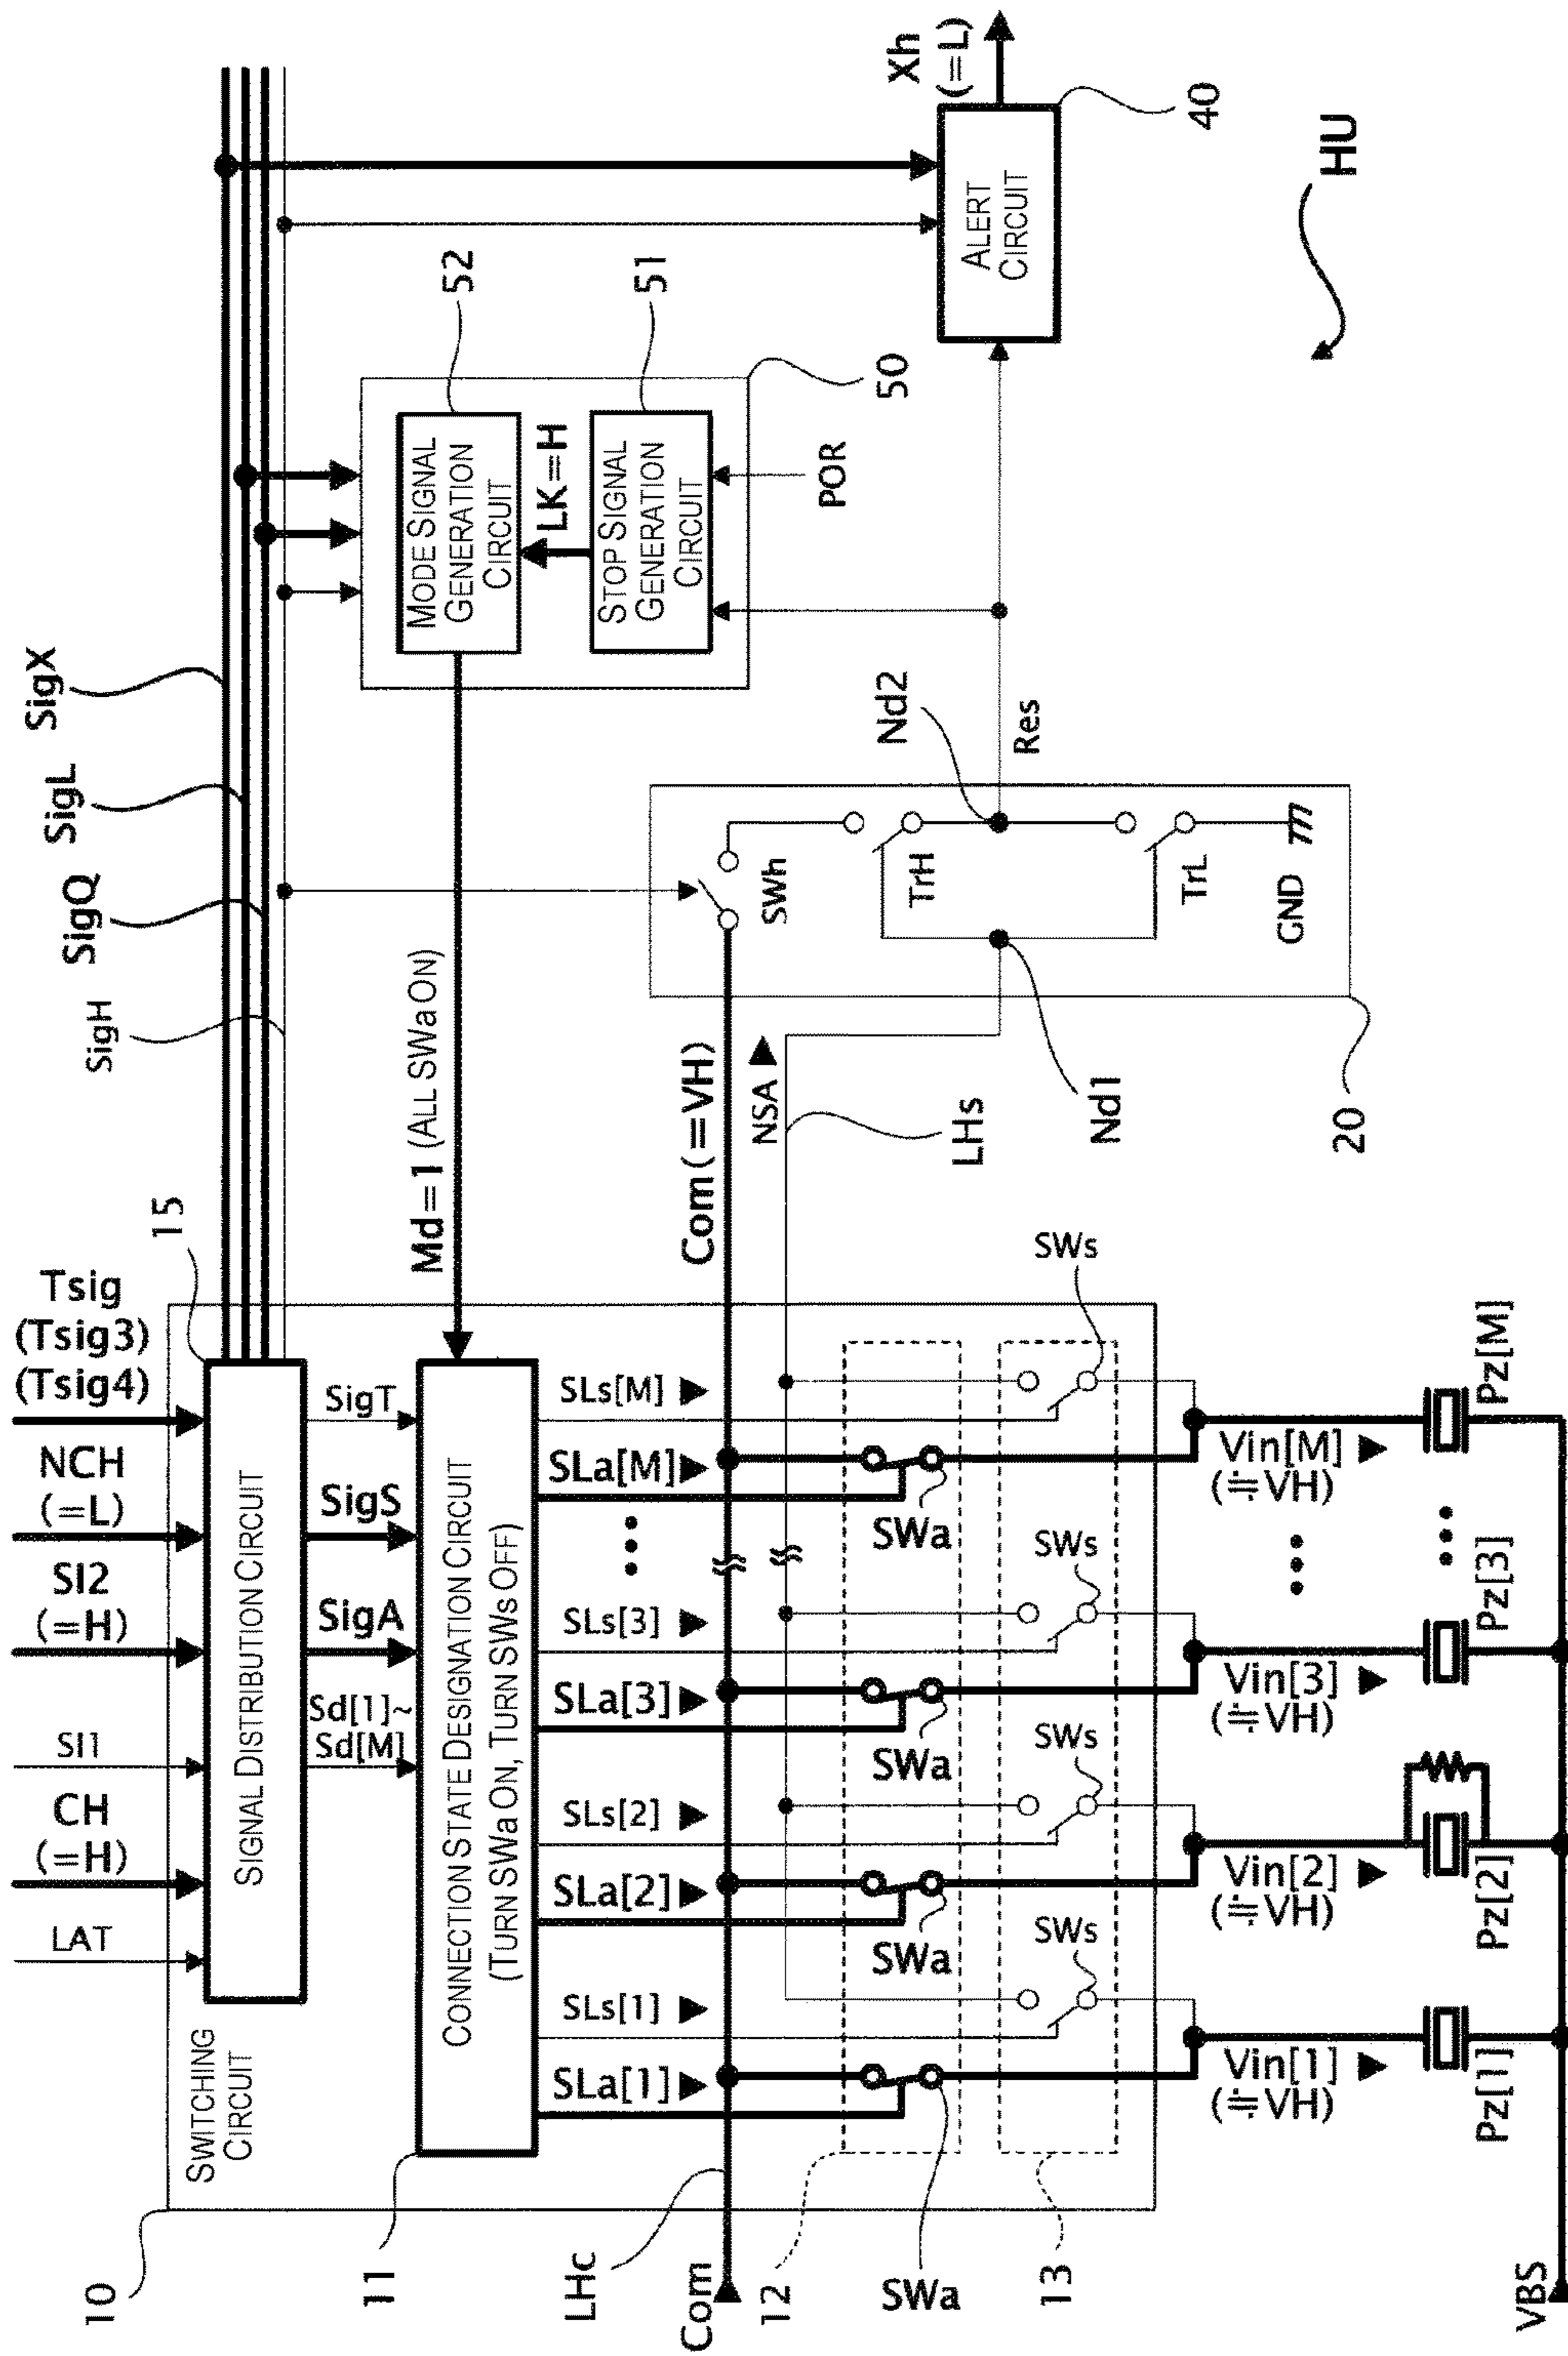 Tsig
(Tsig3)
(Tsig4)
NCH
(=L)
SI2
(=H)
SI1
CH
(=H)
LAT
15
SigX
SigL
SigQ
SigH
SIGNAL DISTRIBUTION CIRCUIT
SWITCHING
CIRCUIT
10
SigT
SigS
SigA
Sd[1]~
Sd[M]
CONNECTION STATE DESIGNATION CIRCUIT
(TURN SWa ON, TURN SWs OFF)
11
Md=1 (ALL SWa ON)
MODE SIGNAL
GENERATION
CIRCUIT
52
LK=H
STOP SIGNAL
GENERATION
CIRCUIT
51
50
POR
Xh
(=L)
ALERT
CIRCUIT
40
HU
SLs[M]
SLa[M]
SLs[3]
SLa[3]
SLs[2]
SLa[2]
SLs[1]
SLa[1]
LHc
Com
Com(=VH)
NSA
LHs
SWh
TrH
TrL
GND
Nd1
Nd2
Res
20
12
SWa
SWa
SWa
SWa
13
SWs
SWs
SWs
SWs
Vin[M]
(≒VH)
Vin[3]
(≒VH)
Vin[2]
(≒VH)
Vin[1]
(≒VH)
Pz[M]
Pz[3]
Pz[2]
Pz[1]
VBS